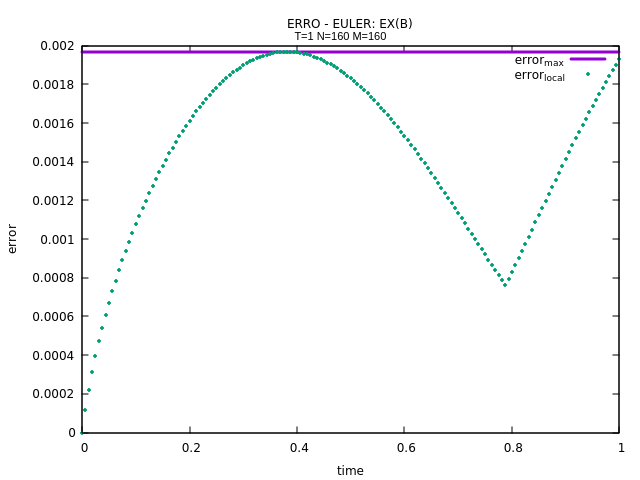 ERRO - EULER: EX(B)
T=1 N=160 M=160
error_max
error_local
0.002
0.0018
0.0016
0.0014
0.0012
0.001
0.0008
0.0006
0.0004
0.0002
0
error
0 0.2 0.4 0.6 0.8 1
time